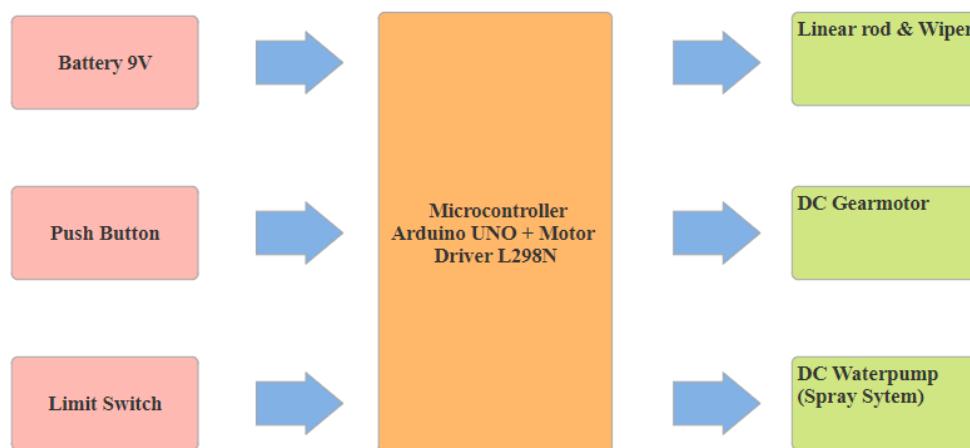 Battery 9V
Push Button
Limit Switch
Microcontroller
Arduino UNO + Motor
Driver L298N
Linear rod & Wiper
DC Gearmotor
DC Waterpump
(Spray Sytem)